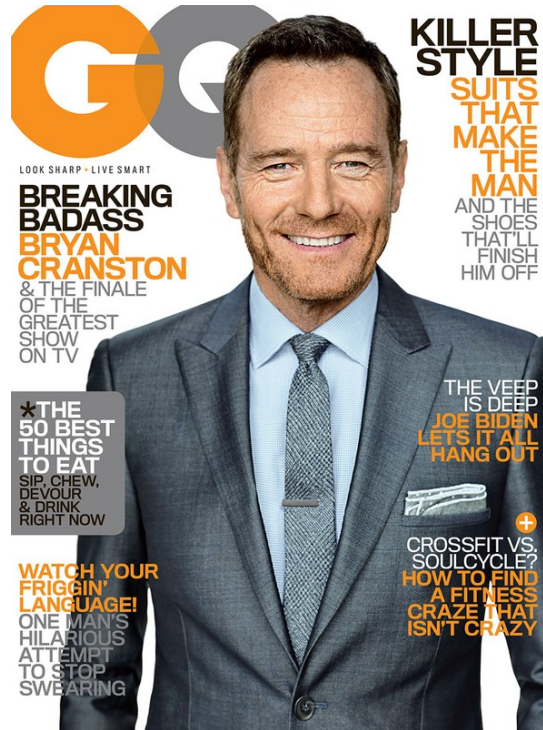 GQ
LOOK SHARP + LIVE SMART
BREAKING
BADASS
BRYAN
CRANSTON
& THE FINALE
OF THE
GREATEST
SHOW
ON TV
*THE
50 BEST
THINGS
TO EAT
SIP, CHEW,
DEVOUR
& DRINK
RIGHT NOW
WATCH YOUR
FRIGGIN'
LANGUAGE!
ONE MAN'S
HILARIOUS
ATTEMPT
TO STOP
SWEARING
KILLER
STYLE
SUITS
THAT
MAKE
THE
MAN
AND THE
SHOES
THAT'LL
FINISH
HIM OFF
THE VEEP
IS DEEP
JOE BIDEN
LETS IT ALL
HANG OUT
+
CROSSFIT VS.
SOULCYCLE?
HOW TO FIND
A FITNESS
CRAZE THAT
ISN'T CRAZY